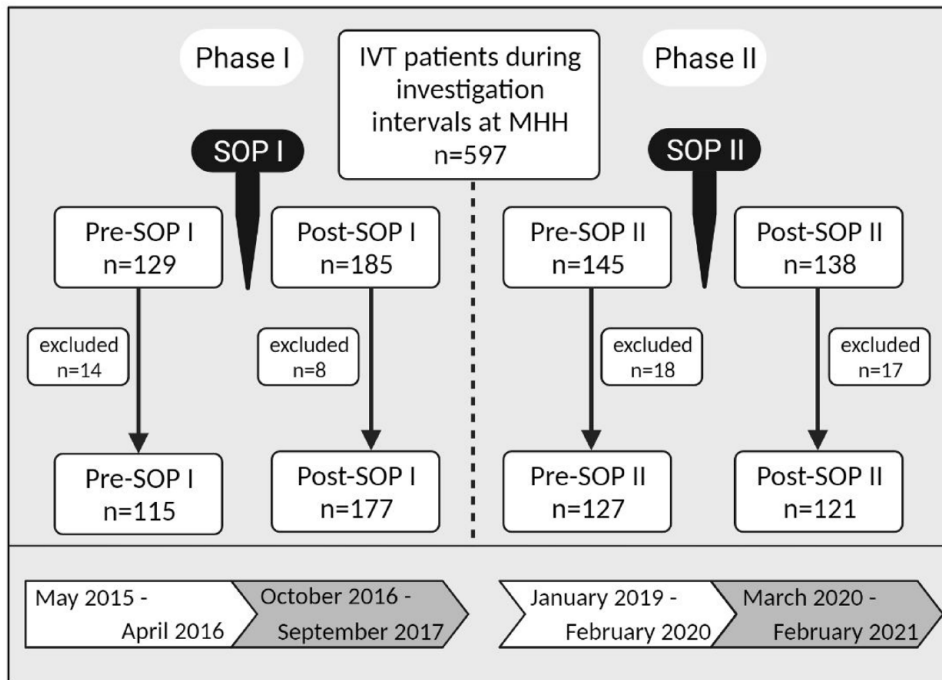 Phase I
IVT patients during
investigation
intervals at MHH
n=597
Phase II
SOP I
SOP II
Pre-SOP I
n=129
Post-SOP I
n=185
Pre-SOP II
n=145
Post-SOP II
n=138
excluded
n=14
excluded
n=8
excluded
n=18
excluded
n=17
Pre-SOP I
n=115
Post-SOP I
n=177
Pre-SOP II
n=127
Post-SOP II
n=121
May 2015 -
April 2016
October 2016 -
September 2017
January 2019 -
February 2020
March 2020 -
February 2021